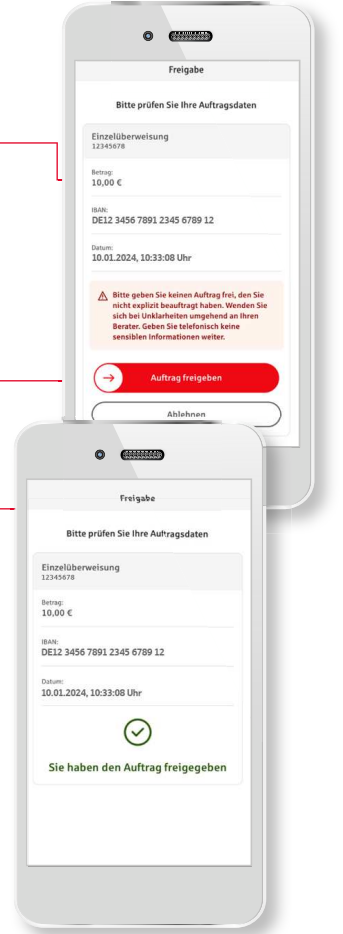 Freigabe
Bitte prüfen Sie Ihre Auftragsdaten
Einzelüberweisung
12345678
Betrag:
10,00 €
IBAN:
DE12 3456 7891 2345 6789 12
Datum:
10.01.2024, 10:33:08 Uhr
Bitte geben Sie keinen Auftrag frei, den Sie
nicht explizit beauftragt haben. Wenden Sie
sich bei Unklarheiten umgehend an Ihren
Berater. Geben Sie telefonisch keine
sensiblen Informationen weiter.
Auftrag freigeben
Ablehnen
Freigabe
Bitte prüfen Sie Ihre Auftragsdaten
Einzelüberweisung
12345678
Betrag:
10,00 €
IBAN:
DE12 3456 7891 2345 6789 12
Datum:
10.01.2024, 10:33:08 Uhr
Sie haben den Auftrag freigegeben